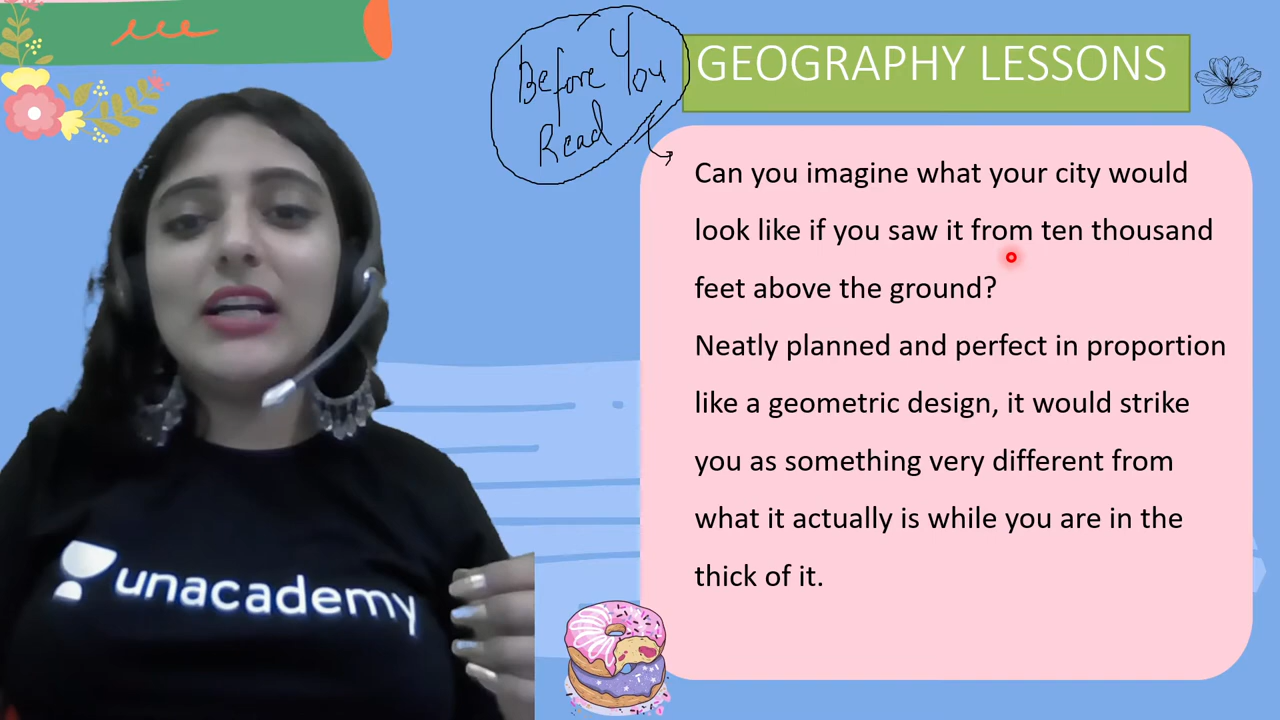 Before You
Read
GEOGRAPHY LESSONS
Can you imagine what your city would
look like if you saw it from ten thousand
feet above the ground?
Neatly planned and perfect in proportion
like a geometric design, it would strike
you as something very different from
what it actually is while you are in the
thick of it.
unacademy